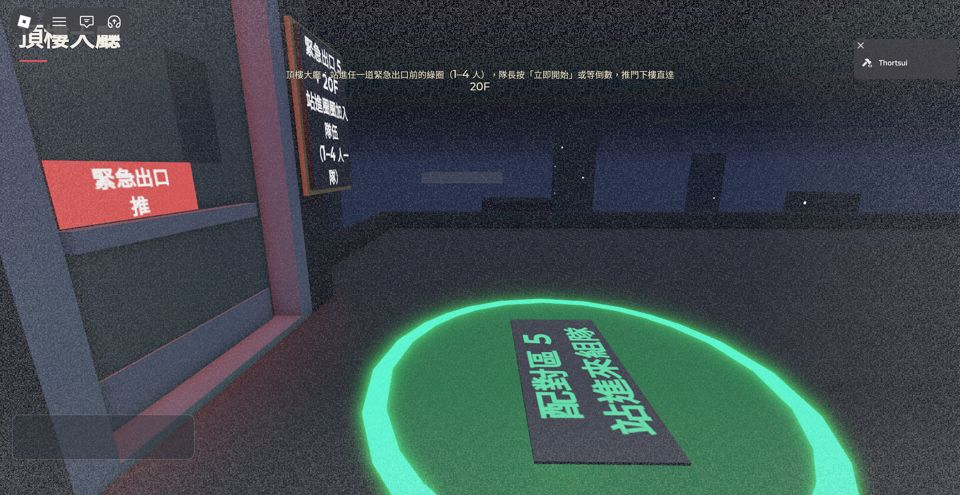 頂樓大廳
頂樓大廳：站進任一道緊急出口前的綠圈（1–4 人），隊長按「立即開始」或等倒數，推門下樓直達
20F
Thortsui
緊急出口 5
20F
站進圈圈加入
隊伍
（1–4 人一
隊）
緊急出口
推
配對區 5
站進來組隊